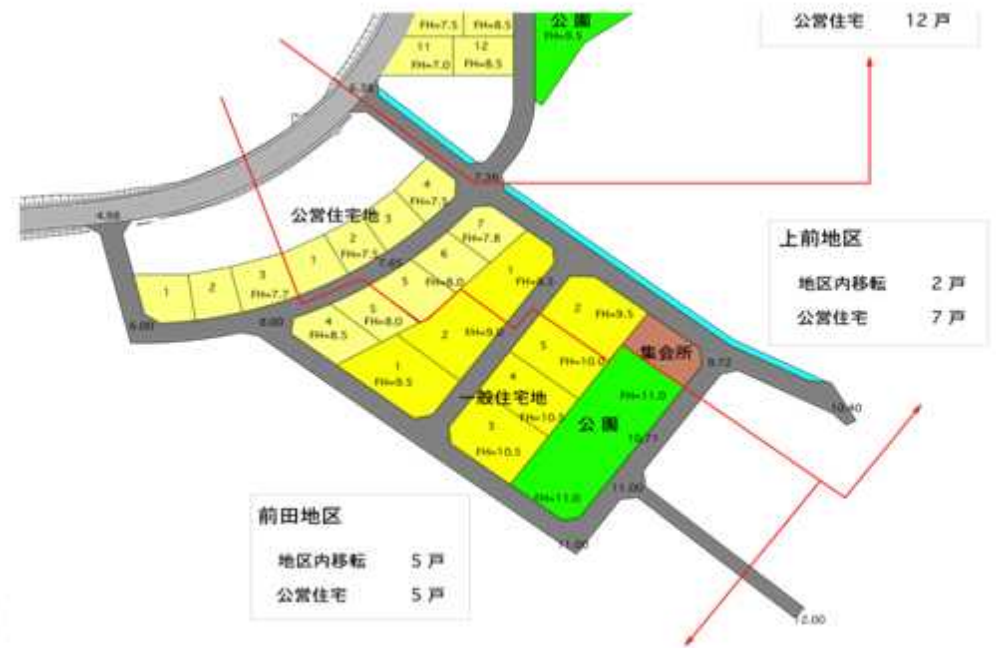 公園
FH=9.5
FH=7.5
FH=8.5
11
FH=7.0
12
FH=8.5
公営住宅 12戸
7.50
4.98
公営住宅地
4
FH=7.5
3
2
FH=7.5
1
3
FH=7.7
2
1
7
FH=7.8
6
FH=8.0
5
5
FH=8.0
4
FH=8.5
1
2
FH=9.0
1
FH=9.5
6.00
8.00
2
FH=9.5
5
FH=10.0
4
FH=10.5
3
FH=10.5
一般住宅地
集会所
公園
FH=11.0
FH=11.0
9.72
10.71
10.40
11.00
11.00
12.00
上前地区
地区内移転 2戸
公営住宅 7戸
前田地区
地区内移転 5戸
公営住宅 5戸